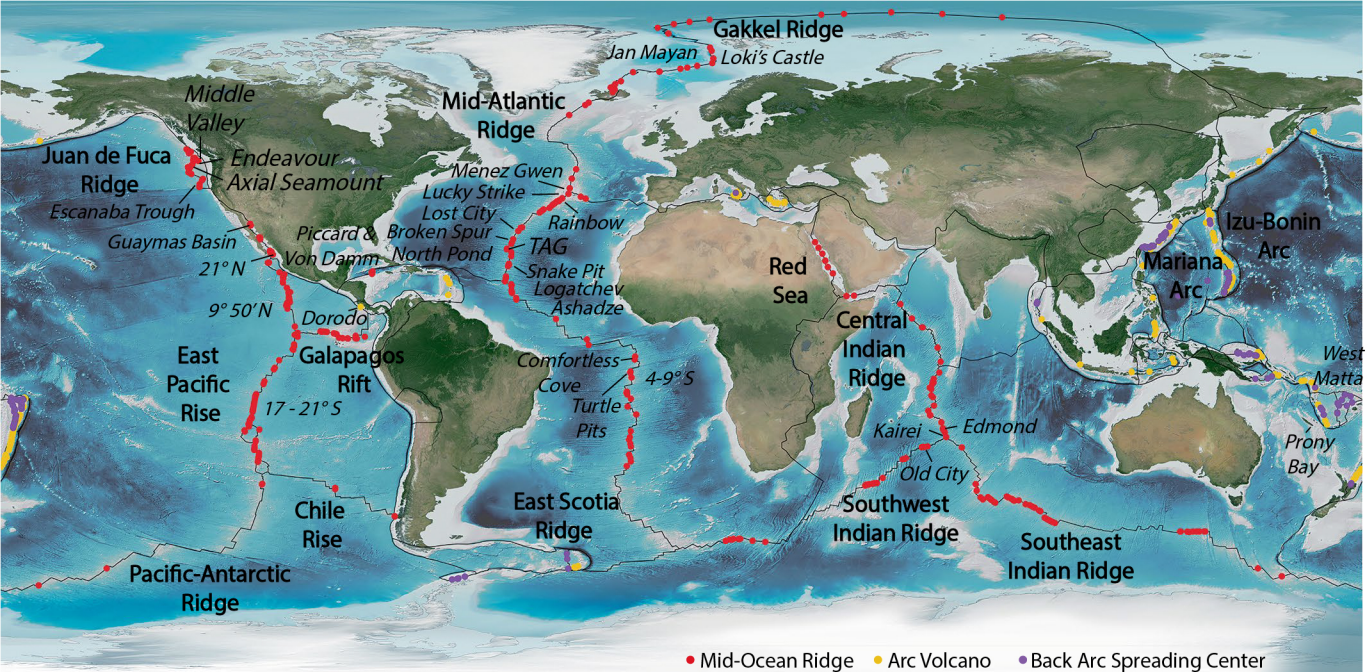 Gakkel Ridge
Jan Mayan
Loki's Castle
Mid-Atlantic
Ridge
Middle
Valley
Juan de Fuca
Ridge
Endeavour
Axial Seamount
Escanaba Trough
Guaymas Basin
21° N
9° 50'N
Piccard &
Von Damm
Menez Gwen
Lucky Strike
Lost City
Broken Spur
North Pond
Rainbow
TAG
Snake Pit
Logatchev
Ashadze
Dorodo
Galapagos
Rift
East
Pacific
Rise
17 - 21° S
Comfortless
Cove
4-9° S
Turtle
Pits
Red
Sea
Central
Indian
Ridge
Izu-Bonin
Arc
Mariana
Arc
West
Matta
Prony
Bay
Kairei
Edmond
Old City
Southwest
Indian Ridge
Southeast
Indian Ridge
East Scotia
Ridge
Chile
Rise
Pacific-Antarctic
Ridge
Mid-Ocean Ridge
Arc Volcano
Back Arc Spreading Center